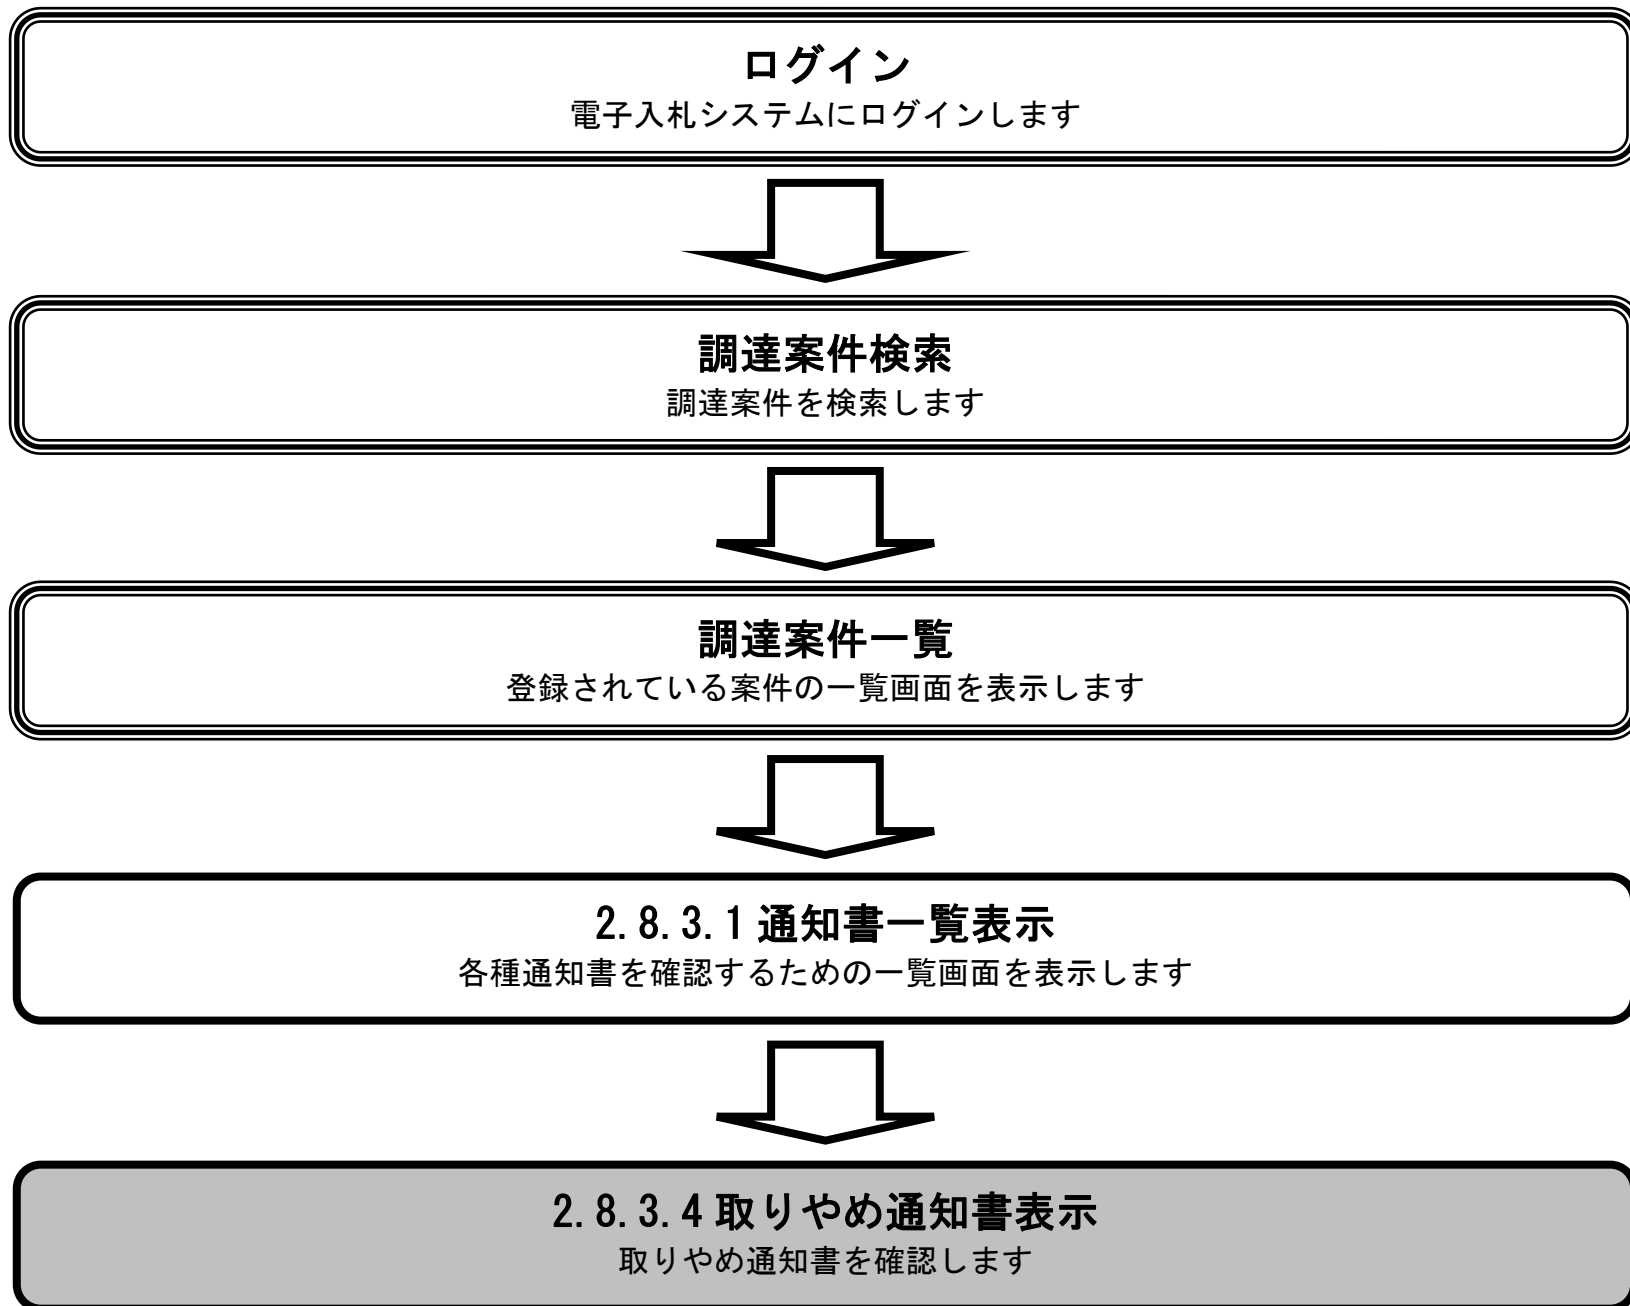 ログイン
電子入札システムにログインします
調達案件検索
調達案件を検索します
調達案件一覧
登録されている案件の一覧画面を表示します
2.8.3.1 通知書一覧表示
各種通知書を確認するための一覧画面を表示します
2.8.3.4 取りやめ通知書表示
取りやめ通知書を確認します